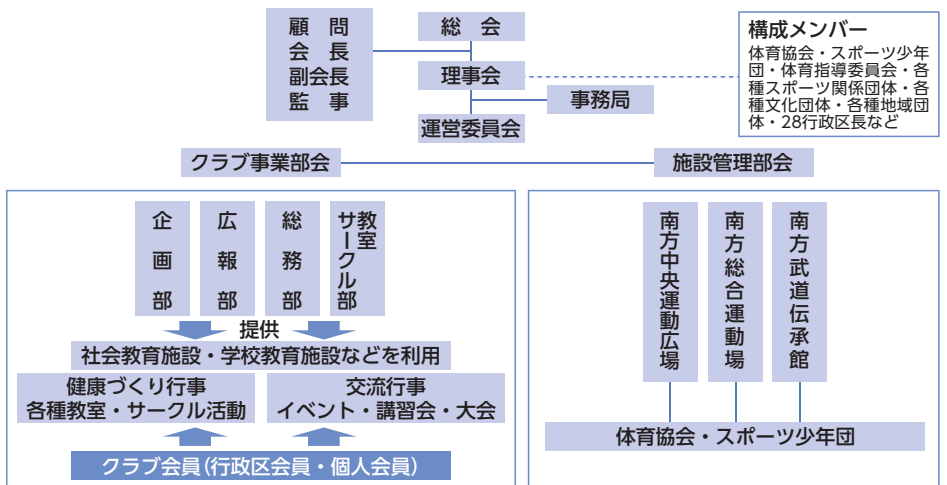 顧　問
会　長
副会長
監　事
総　会
理事会
事務局
運営委員会
構成メンバー
体育協会・スポーツ少年
団・体育指導委員会・各
種スポーツ関係団体・各
種文化団体・各種地域団
体・28行政区長など
クラブ事業部会
施設管理部会
企画部
広報部
総務部
教室
サークル部
提供
社会教育施設・学校教育施設などを利用
健康づくり行事
各種教室・サークル活動
交流行事
イベント・講習会・大会
クラブ会員(行政区会員・個人会員)
南方中央運動広場
南方総合運動場
南方武道伝承館
体育協会・スポーツ少年団